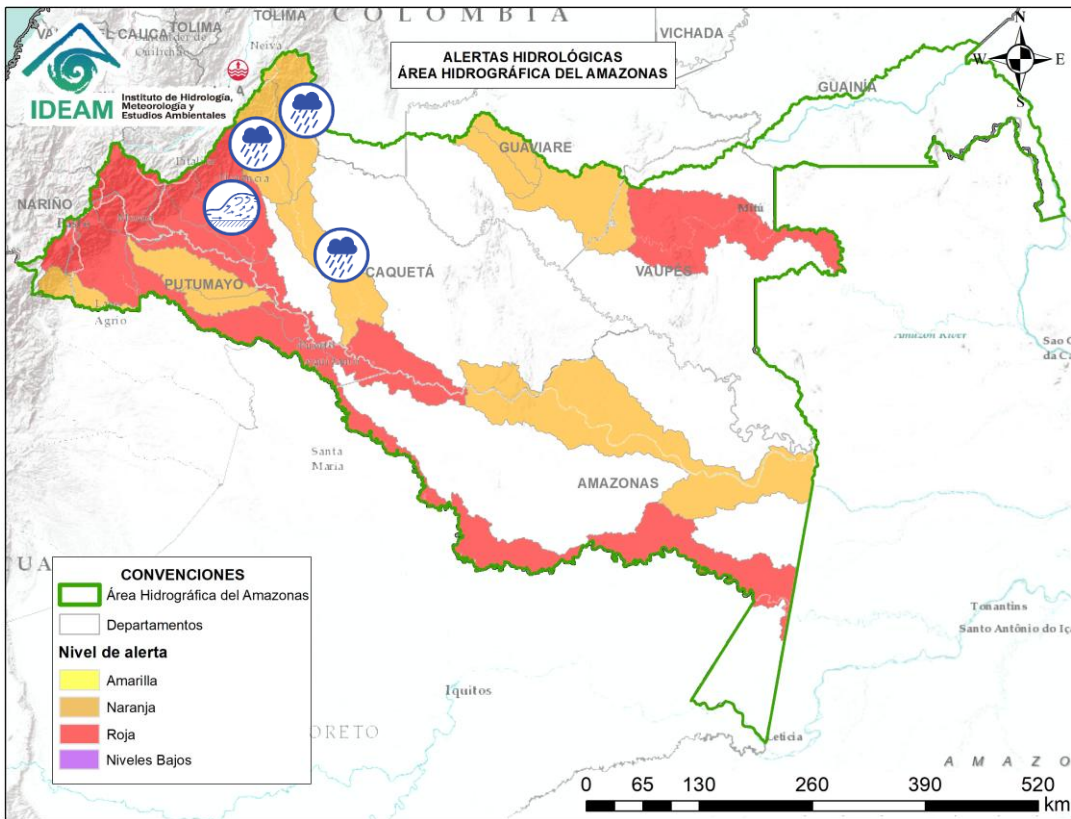 COLOMBIA
TOLIMA
TOLIMA
Neiva
VICHADA
ALERTAS HIDROLÓGICAS
ÁREA HIDROGRÁFICA DEL AMAZONAS
N
W
E
S
IDEAM
Instituto de Hidrología,
Meteorología y
Estudios Ambientales
GUAINÍA
GUAVIARE
NARIÑO
Mitú
VAUPÉS
CAQUETÁ
PUTUMAYO
Agrio
Amazon River
Santa
Maria
AMAZONAS
CONVENCIONES
Área Hidrográfica del Amazonas
Departamentos
Nivel de alerta
Amarilla
Naranja
Roja
Niveles Bajos
Tonantins
Santo Antônio do Iç
Iquitos
ORETO
Leticia
AMAZO
0 65 130 260 390 520
km